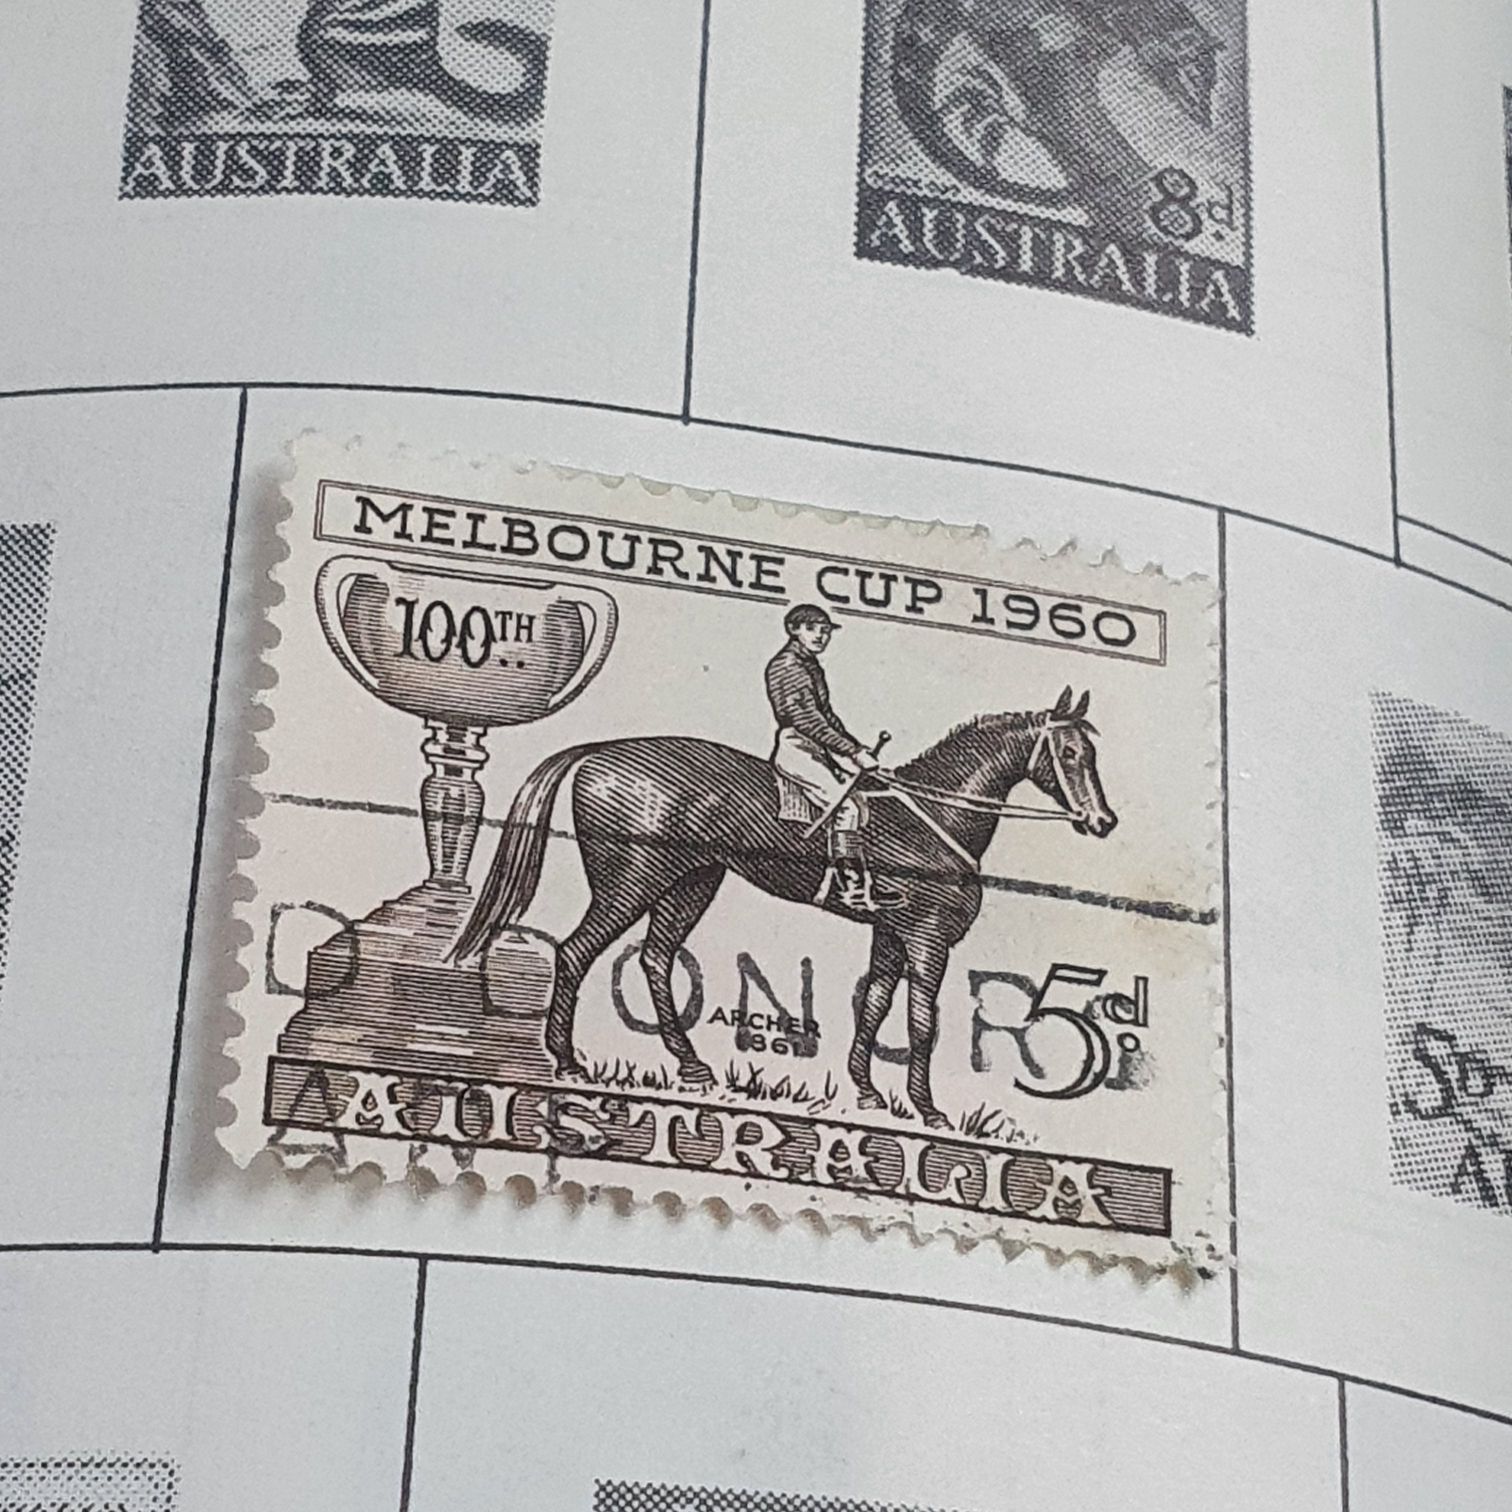 AUSTRALIA
8d.
AUSTRALIA
MELBOURNE CUP 1960
100TH
ARCHER
1861
5d.
AUSTRALIA